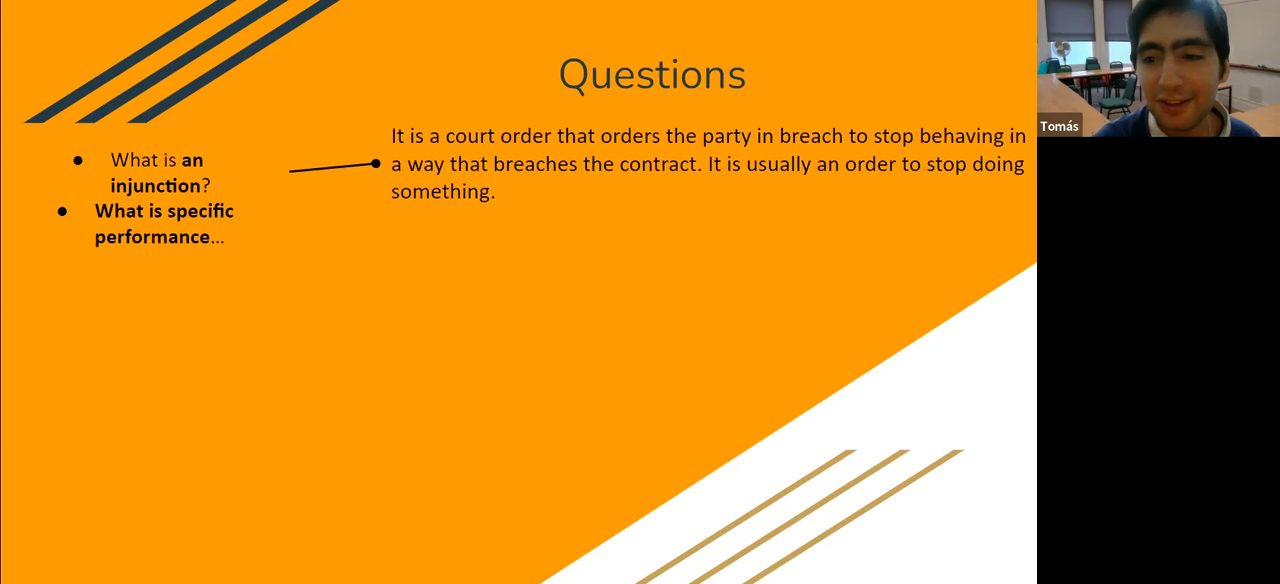 Questions
What is an
injunction?
What is specific
performance...
It is a court order that orders the party in breach to stop behaving in
a way that breaches the contract. It is usually an order to stop doing
something.
Tomás